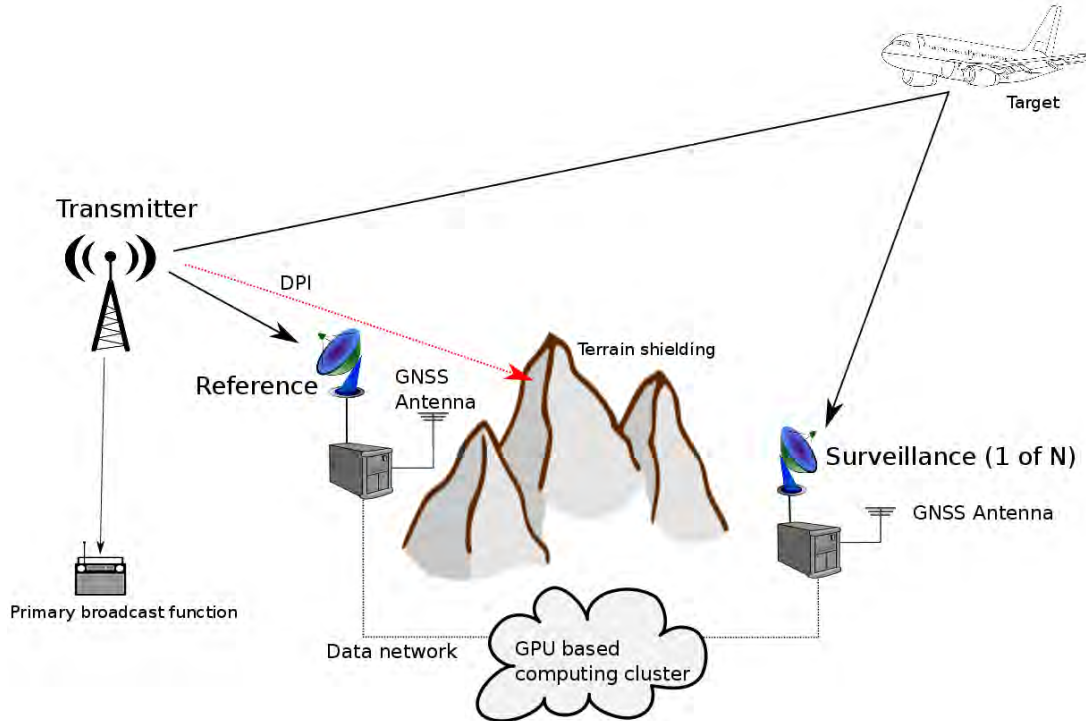 Target
Transmitter
DPI
Terrain shielding
Reference
GNSS
Antenna
Surveillance (1 of N)
GNSS Antenna
Primary broadcast function
Data network
GPU based
computing cluster